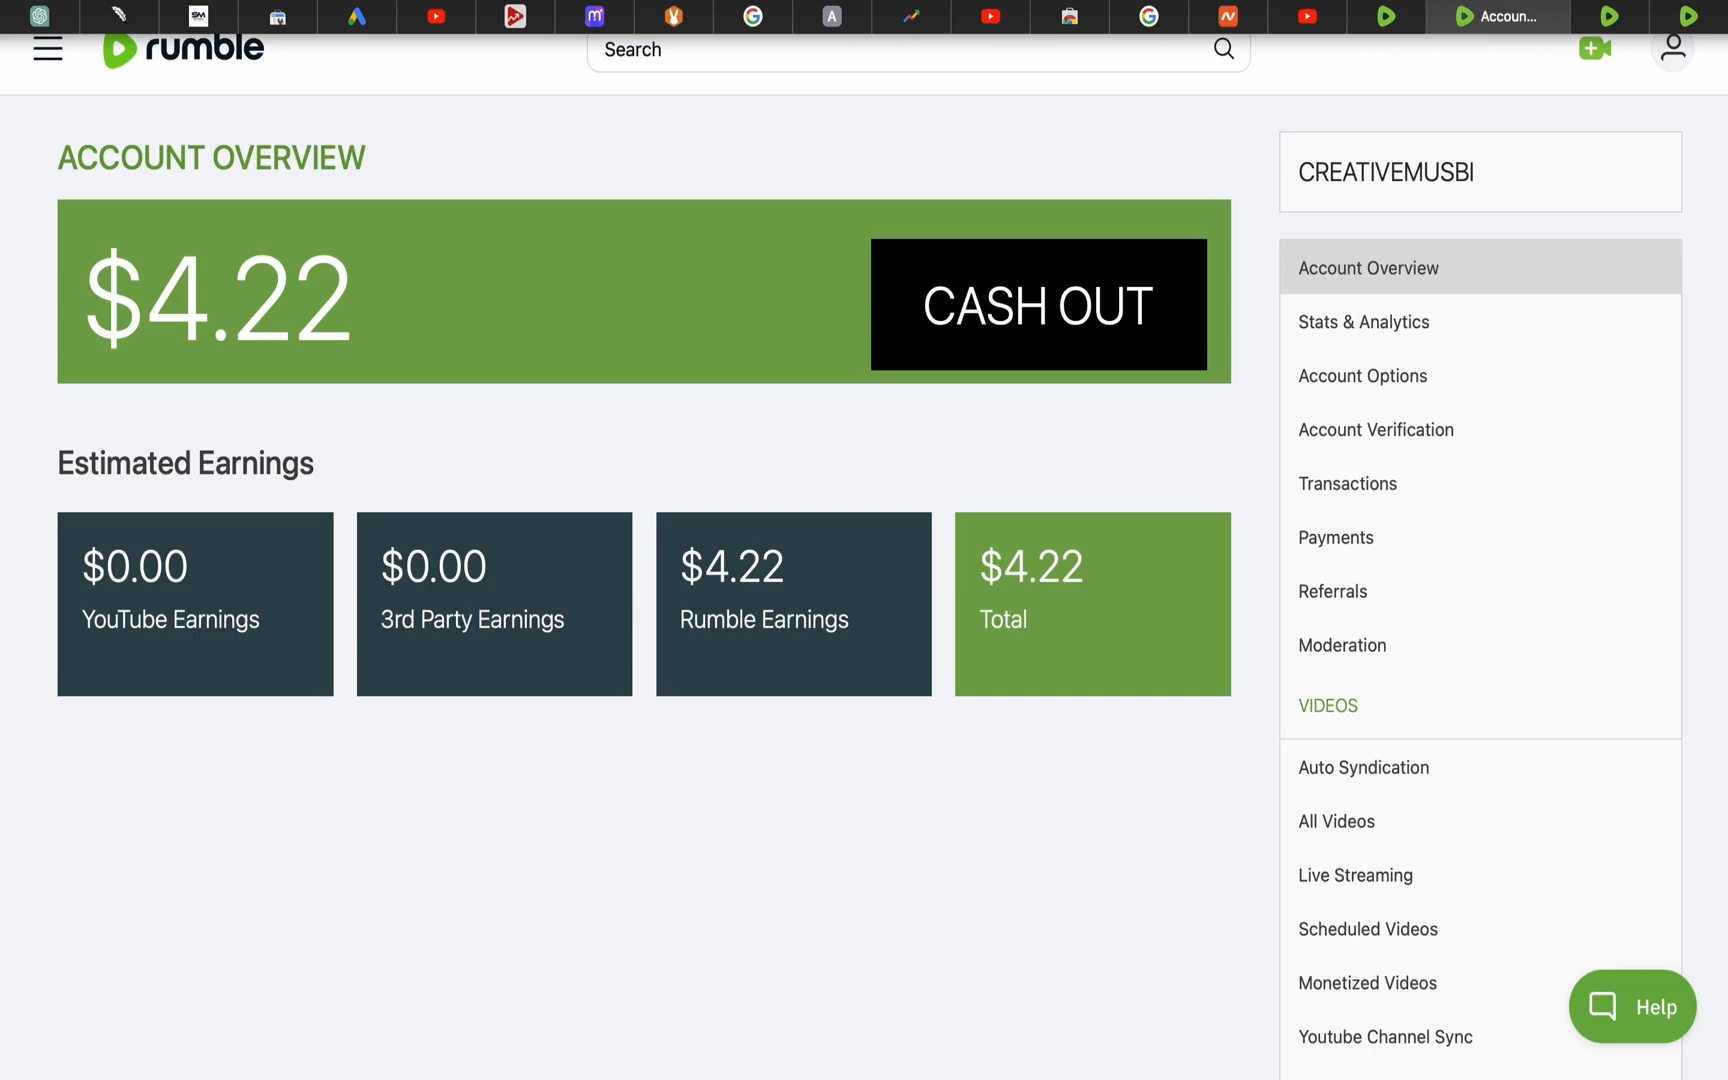 Accoun...
rumble
Search
ACCOUNT OVERVIEW
$4.22
CASH OUT
Estimated Earnings
$0.00
YouTube Earnings
$0.00
3rd Party Earnings
$4.22
Rumble Earnings
$4.22
Total
CREATIVEMUSBI
Account Overview
Stats & Analytics
Account Options
Account Verification
Transactions
Payments
Referrals
Moderation
VIDEOS
Auto Syndication
All Videos
Live Streaming
Scheduled Videos
Monetized Videos
Youtube Channel Sync
Help